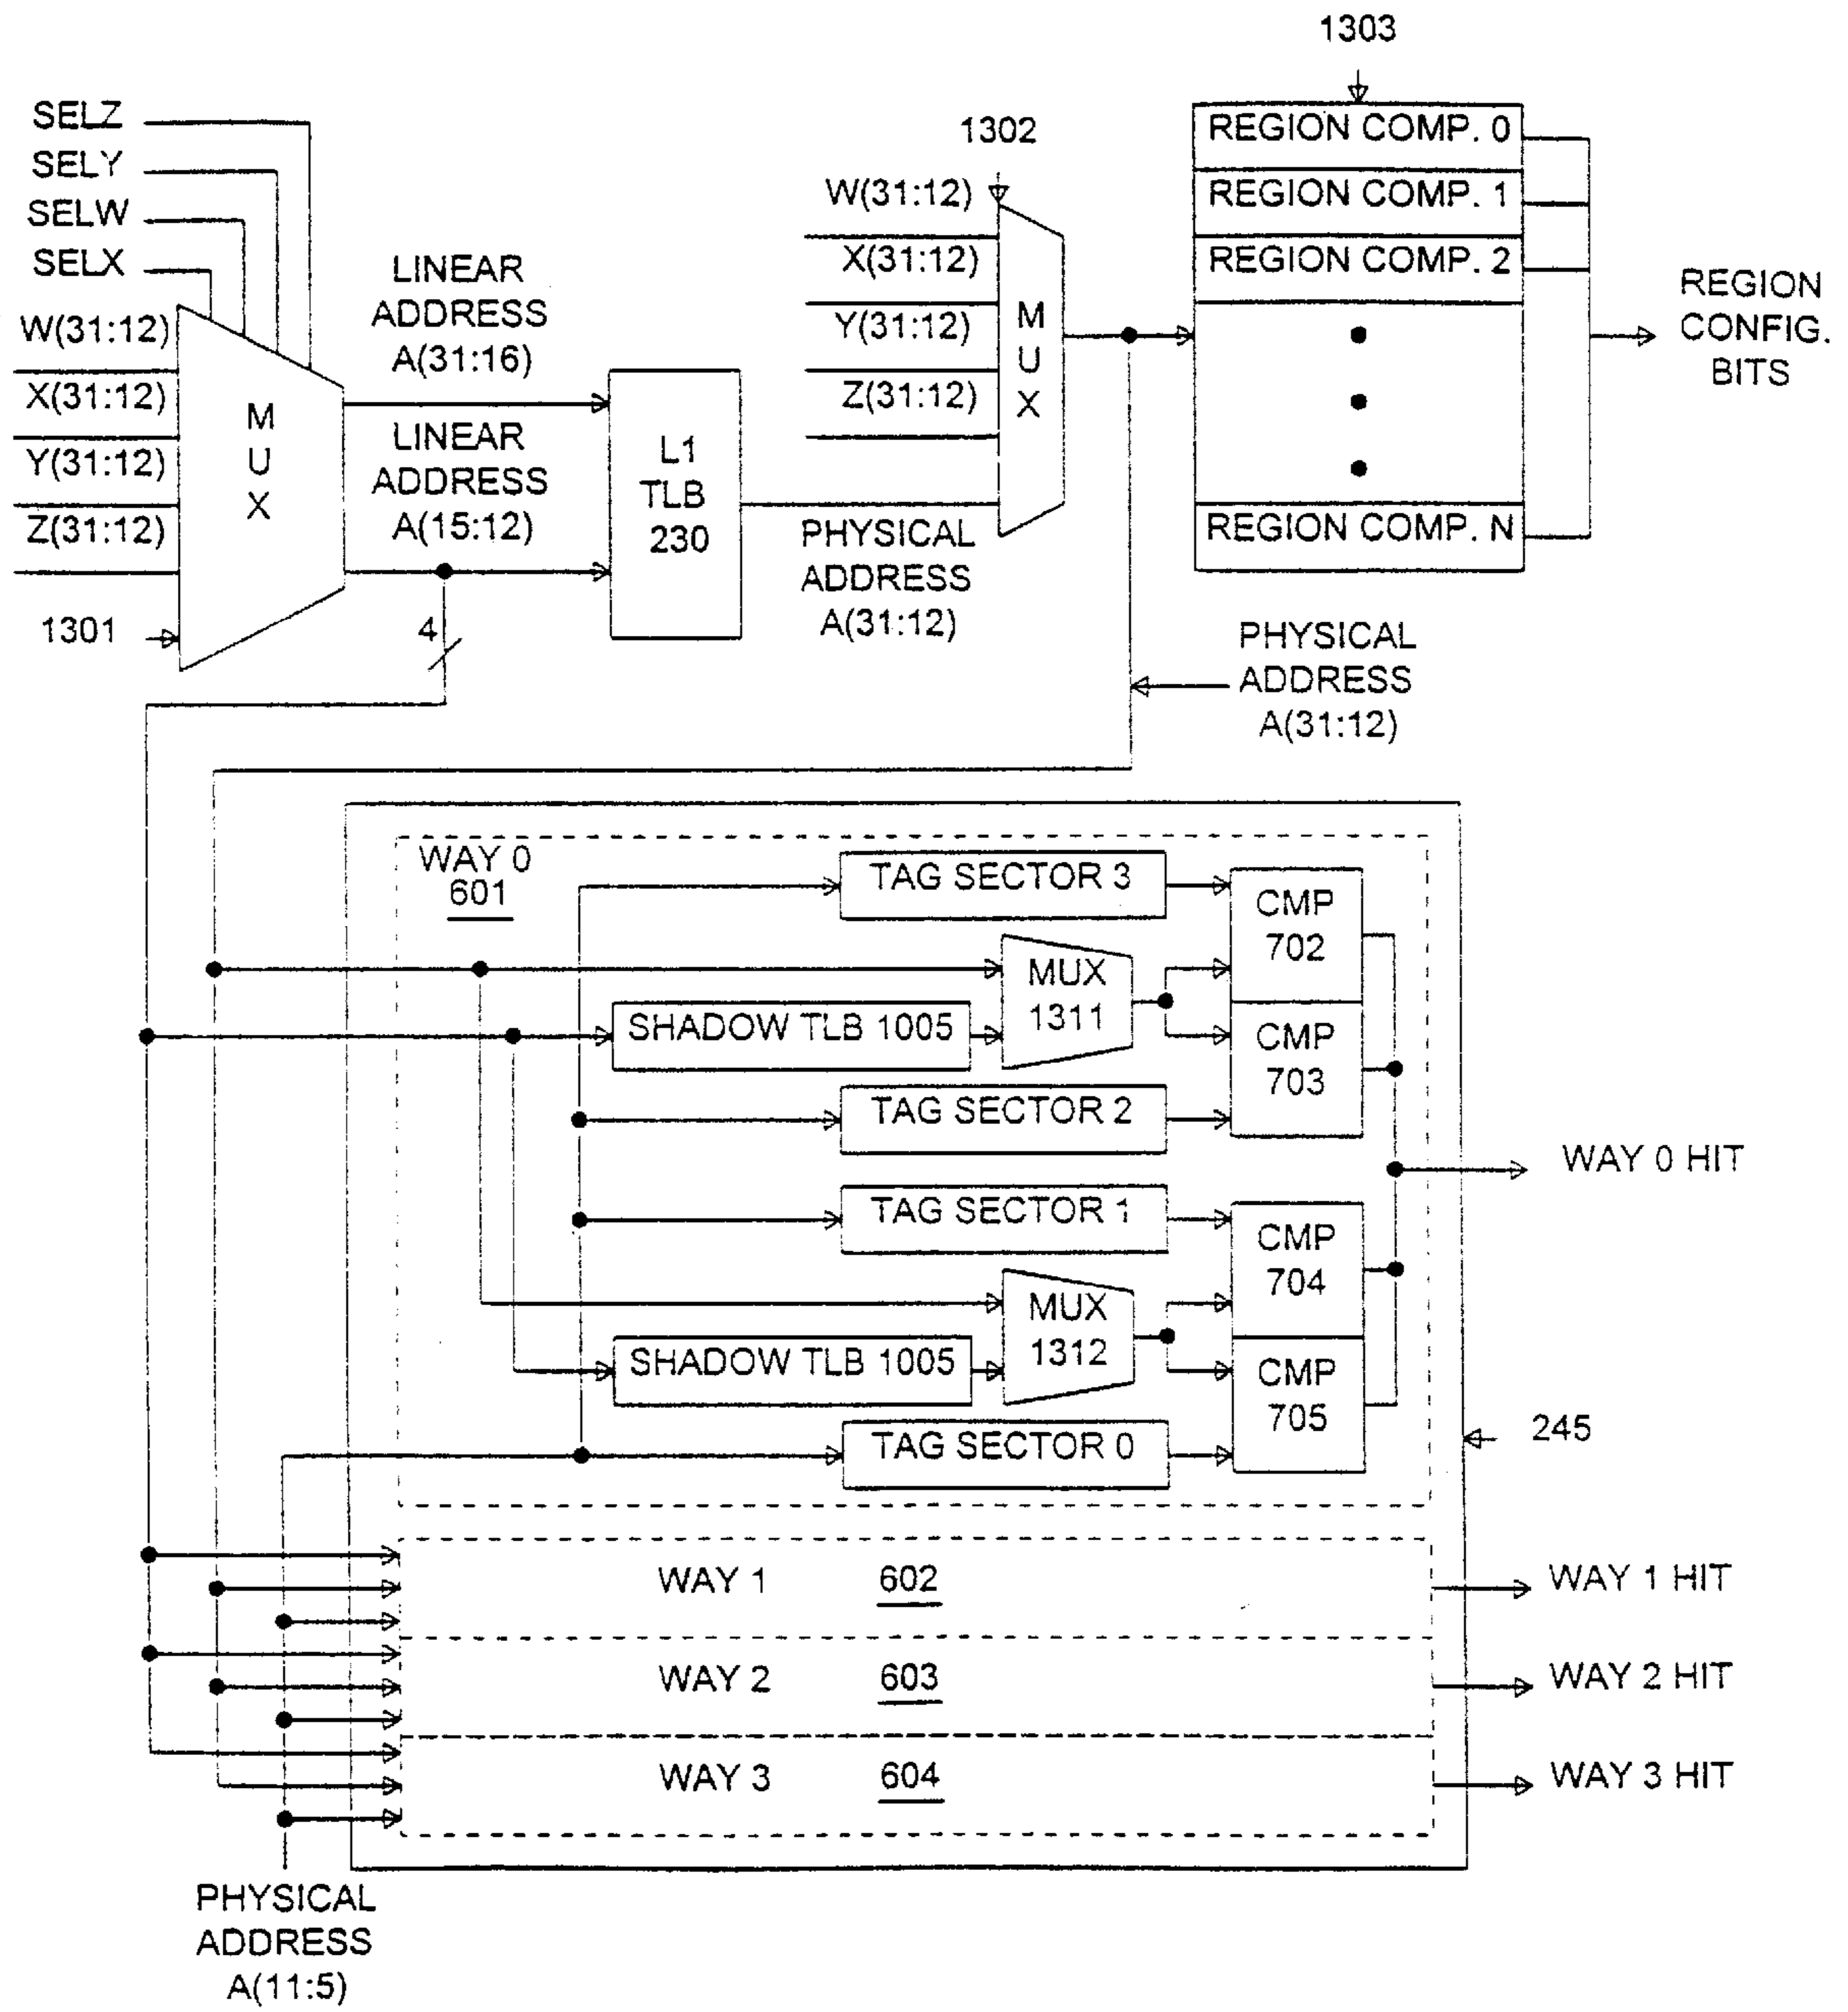 1303
SELZ
SELY
SELW
SELX
W(31:12)
X(31:12)
Y(31:12)
Z(31:12)
M
U
X
1301
LINEAR
ADDRESS
A(31:16)
LINEAR
ADDRESS
A(15:12)
4
L1
TLB
230
1302
W(31:12)
X(31:12)
Y(31:12)
Z(31:12)
M
U
X
PHYSICAL
ADDRESS
A(31:12)
REGION COMP. 0
REGION COMP. 1
REGION COMP. 2
REGION COMP. N
REGION
CONFIG.
BITS
PHYSICAL
ADDRESS
A(31:12)
WAY 0
601
TAG SECTOR 3
MUX
1311
SHADOW TLB 1005
TAG SECTOR 2
CMP
702
CMP
703
TAG SECTOR 1
MUX
1312
SHADOW TLB 1005
TAG SECTOR 0
CMP
704
CMP
705
WAY 0 HIT
245
WAY 1 602
WAY 1 HIT
WAY 2 603
WAY 2 HIT
WAY 3 604
WAY 3 HIT
PHYSICAL
ADDRESS
A(11:5)